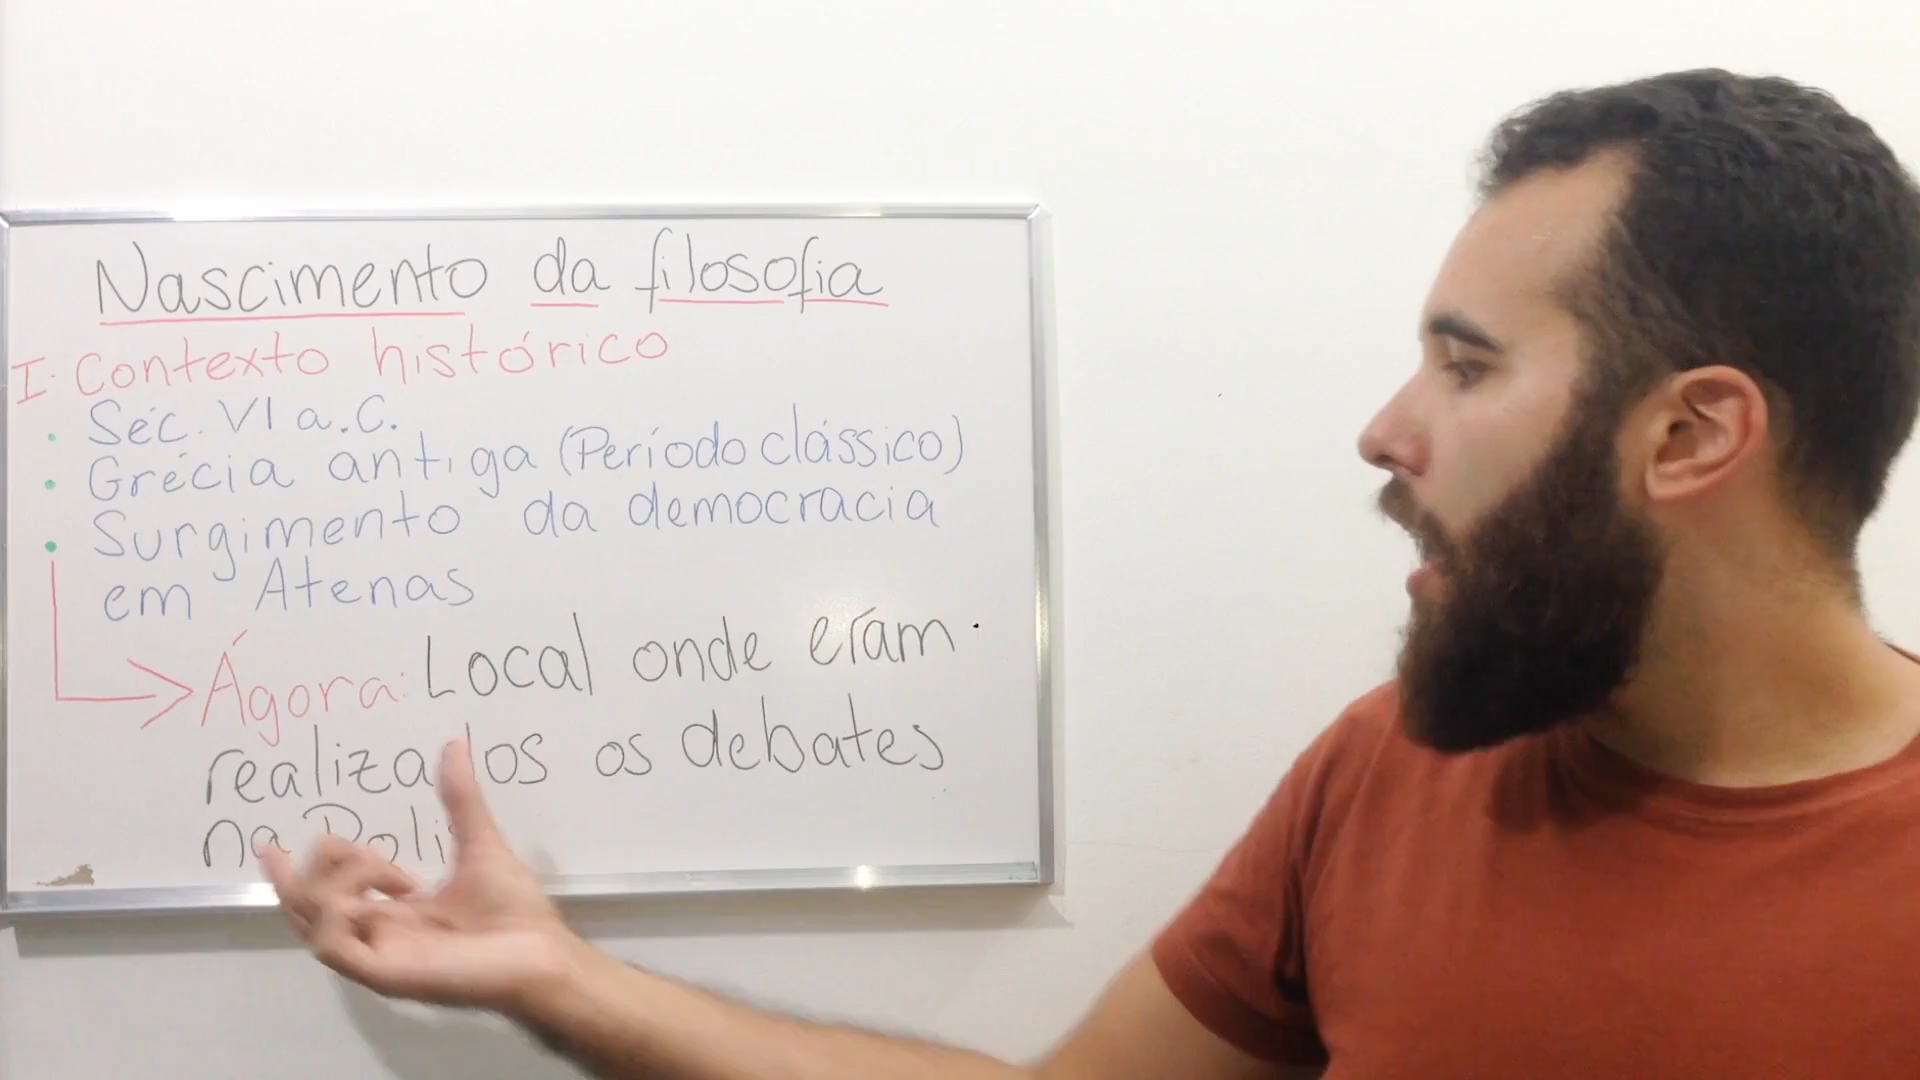 Nascimento da filosofia
I. Contexto histórico
• Séc. VI a.C.
• Grécia antiga (Período clássico)
• Surgimento da democracia
em Atenas
Ágora: Local onde eram
realizados os debates
na Polis